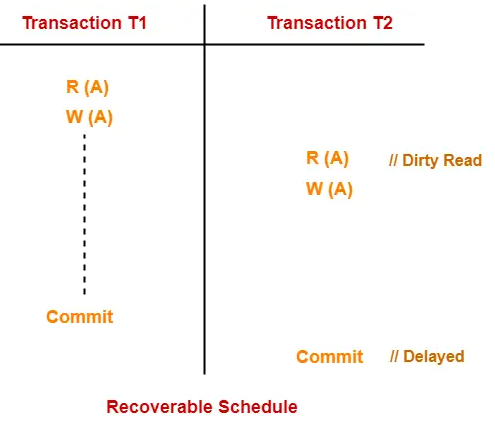 Transaction T1 Transaction T2
R (A)
W (A)
R (A) // Dirty Read
W (A)
Commit
Commit // Delayed
Recoverable Schedule